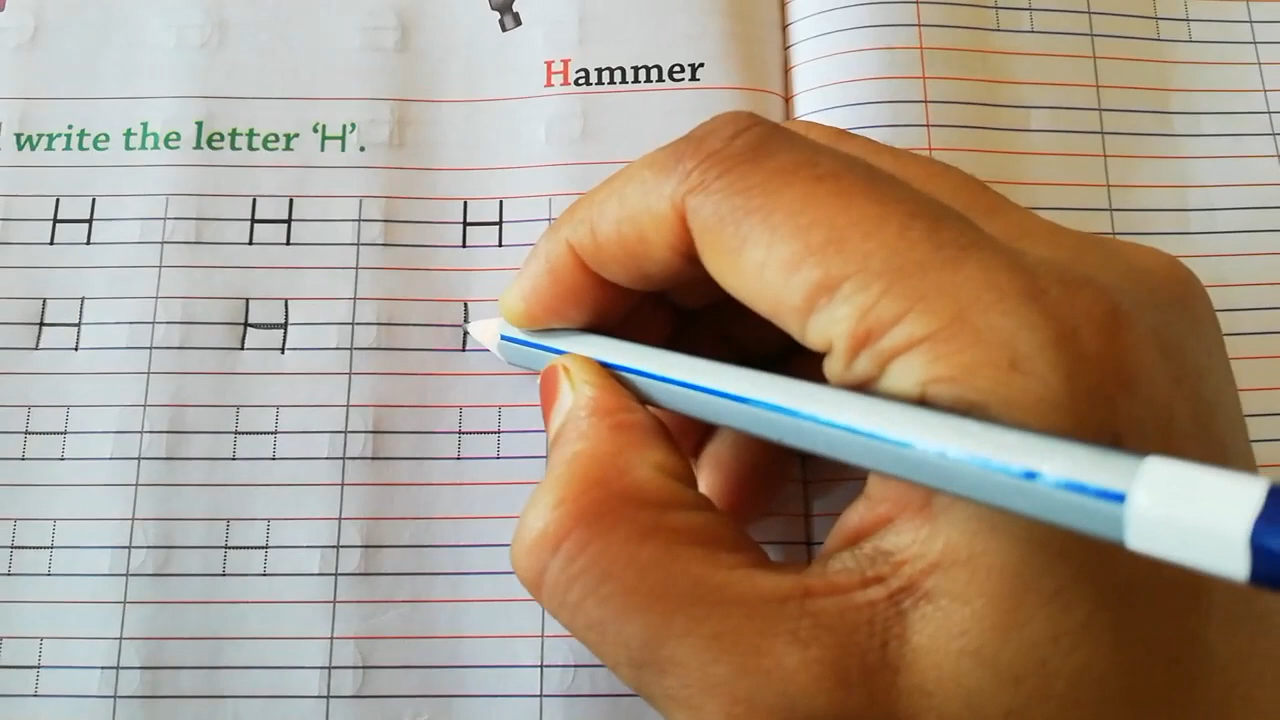 Hammer
write the letter ‘H’.
H H H
H H
H H H
H H